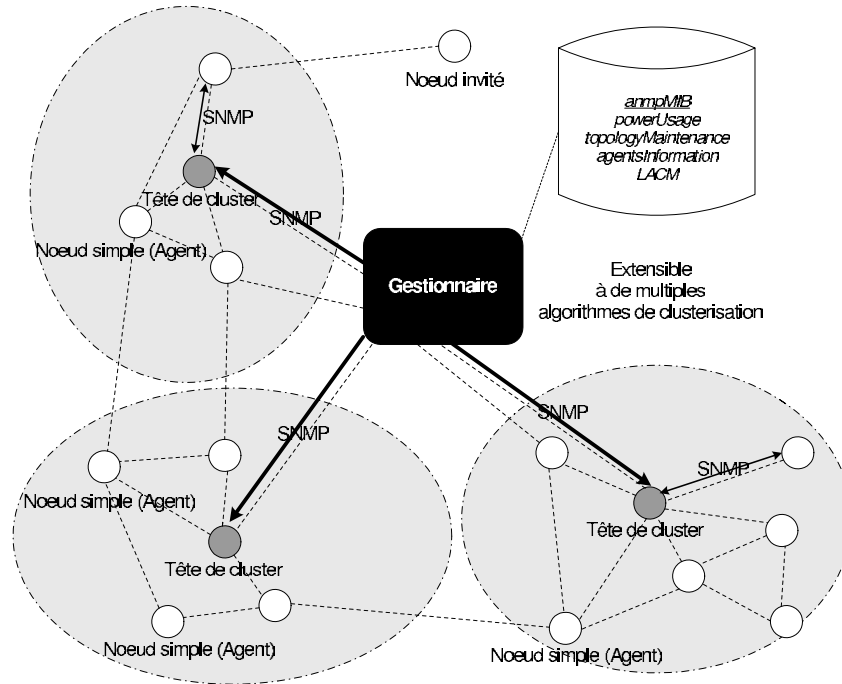 Noeud invité
anmpMIB
powerUsage
topologyMaintenance
agentsInformation
LACM
SNMP
Tête de cluster
SNMP
Noeud simple (Agent)
Gestionnaire
Extensible
à de multiples
algorithmes de clusterisation
SNMP
SNMP
SNMP
Noeud simple (Agent)
Tête de cluster
Tête de cluster
Noeud simple (Agent)
Noeud simple (Agent)